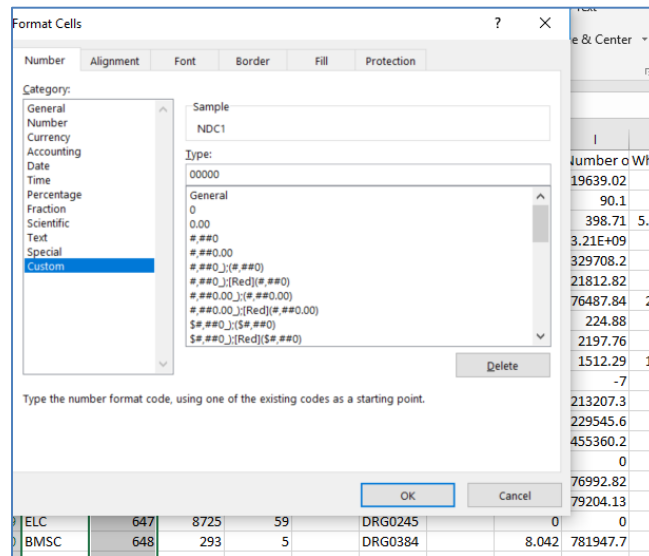 Format Cells ? ×
e & Center
Number Alignment Font Border Fill Protection
Category:
General
Number
Currency
Accounting
Date
Time
Percentage
Fraction
Scientific
Text
Special
Custom
Sample
NDC1
Type:
00000
General
0
0.00
#,##0
#,##0.00
#,##0_);(#,##0)
#,##0_);[Red](#,##0)
#,##0.00_);(#,##0.00)
#,##0.00_);[Red](#,##0.00)
$#,##0_);($#,##0)
$#,##0_);[Red]($#,##0)
Delete
Type the number format code, using one of the existing codes as a starting point.
OK Cancel
I
Number o Wh
19639.02
90.1
398.71 5.
3.21E+09
329708.2
21812.82
76487.84 2
224.88
2197.76
1512.29 1
-7
213207.3
229545.6
455360.2
0
76992.82
79204.13
ELC 647 8725 59 DRG0245 0 0
BMSC 648 293 5 DRG0384 8.042 781947.7